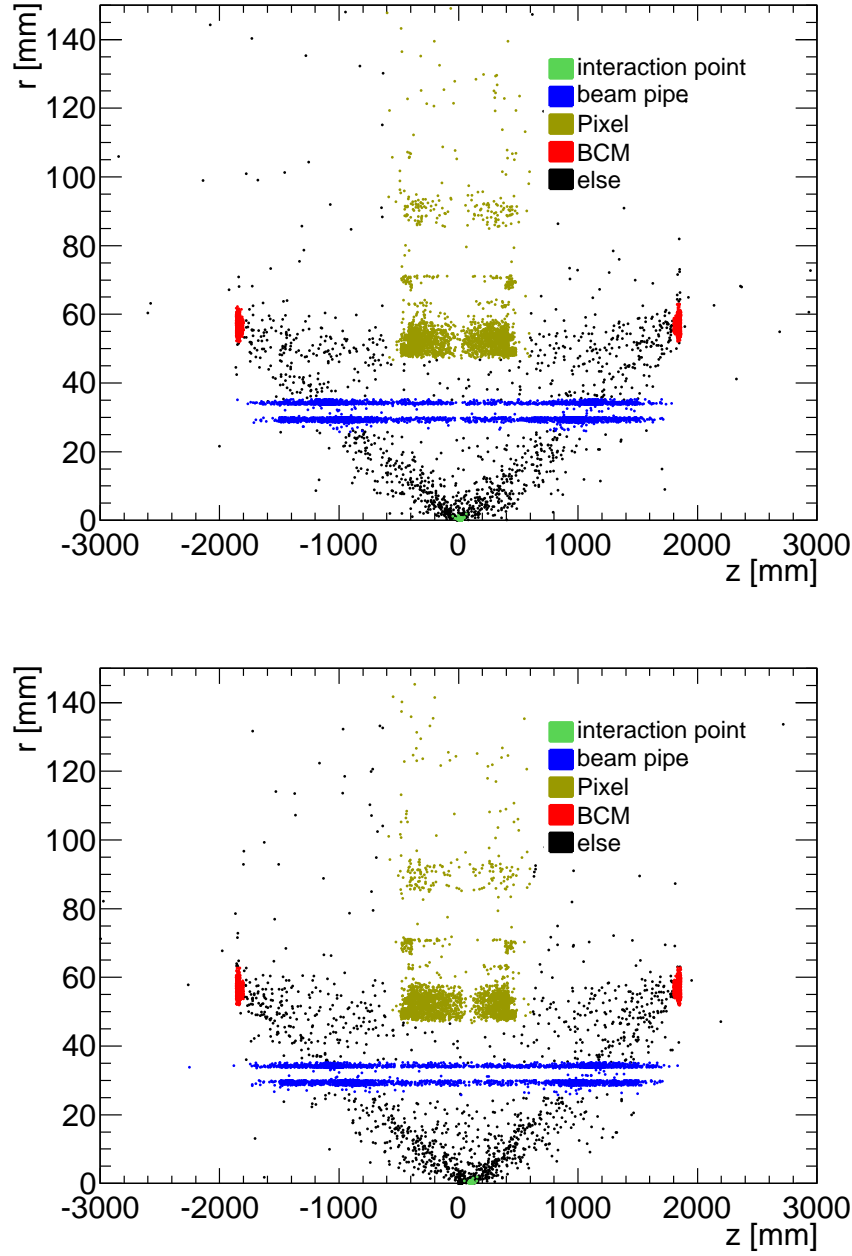 r [mm]
140
120
100
80
60
40
20
0
interaction point
beam pipe
Pixel
BCM
else
-3000 -2000 -1000 0 1000 2000 3000
z [mm]
r [mm]
140
120
100
80
60
40
20
0
interaction point
beam pipe
Pixel
BCM
else
-3000 -2000 -1000 0 1000 2000 3000
z [mm]